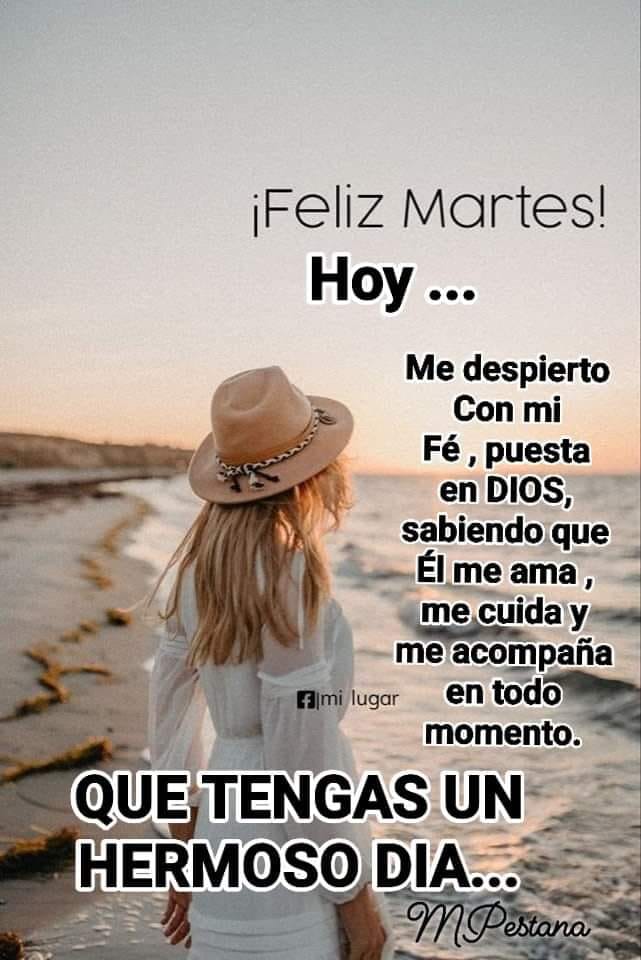 ¡Feliz Martes!
Hoy ...
Me despierto
Con mi
Fé , puesta
en DIOS,
sabiendo que
Él me ama ,
me cuida y
me acompaña
en todo
momento.
mi lugar
QUE TENGAS UN
HERMOSO DIA...
MPestana